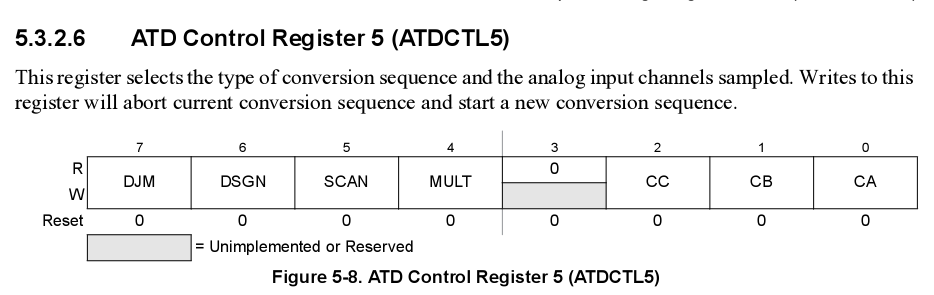 5.3.2.6 ATD Control Register 5 (ATDCTL5)
This register selects the type of conversion sequence and the analog input channels sampled. Writes to this
register will abort current conversion sequence and start a new conversion sequence.
7 6 5 4 3 2 1 0
R 0
DJM DSGN SCAN MULT CC CB CA
W
Reset 0 0 0 0 0 0 0 0
= Unimplemented or Reserved
Figure 5-8. ATD Control Register 5 (ATDCTL5)